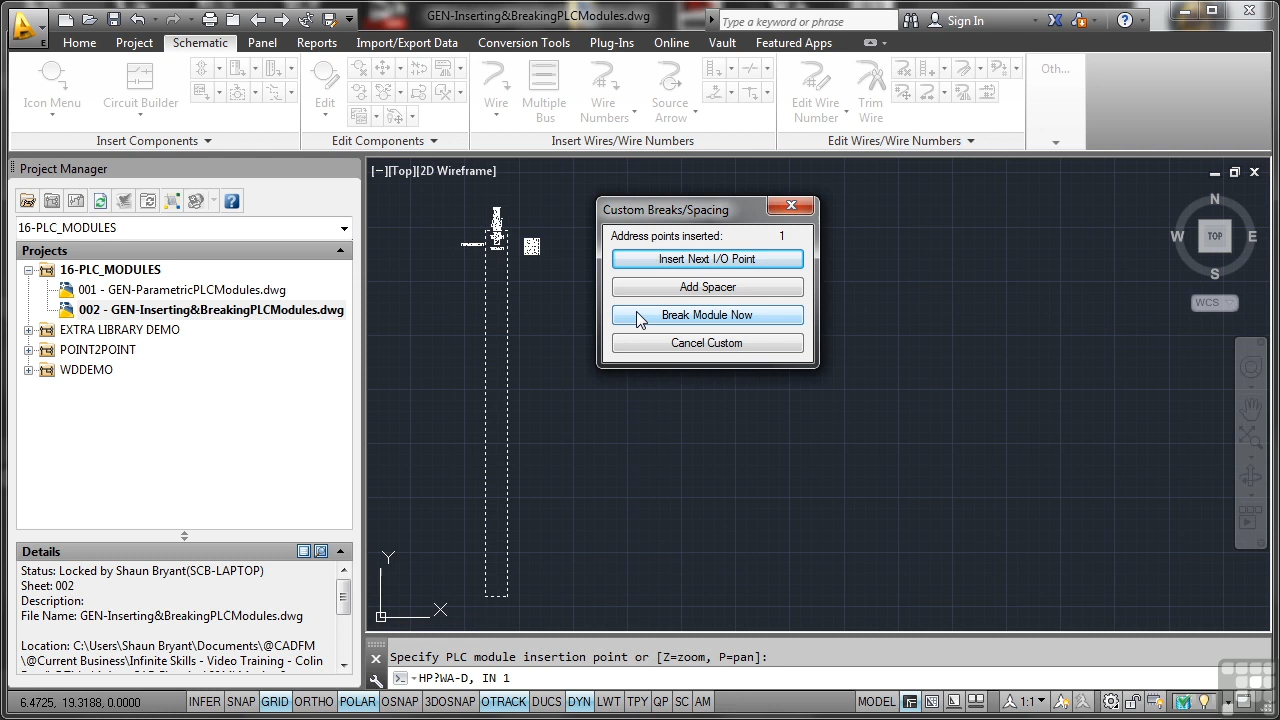 GEN-Inserting&BreakingPLCModules.dwg
Type a keyword or phrase
Sign In
E
Home Project Schematic Panel Reports Import/Export Data Conversion Tools Plug-Ins Online Vault Featured Apps
Icon Menu
Circuit Builder
Edit
Wire
Multiple Bus
Wire Numbers
Source Arrow
Edit Wire Number
Trim Wire
Oth...
Insert Components
Edit Components
Insert Wires/Wire Numbers
Edit Wires/Wire Numbers
Project Manager
16-PLC_MODULES
Projects
16-PLC_MODULES
001 - GEN-ParametricPLCModules.dwg
002 - GEN-Inserting&BreakingPLCModules.dwg
EXTRA LIBRARY DEMO
POINT2POINT
WDDEMO
Details
Status: Locked by Shaun Bryant(SCB-LAPTOP)
Sheet: 002
Description:
File Name: GEN-Inserting&BreakingPLCModules.dwg
Location: C:\Users\Shaun Bryant\Documents\@CADFM
\@Current Business\Infinite Skills - Video Training - Colin
[−][Top][2D Wireframe]
Custom Breaks/Spacing
Address points inserted: 1
Insert Next I/O Point
Add Spacer
Break Module Now
Cancel Custom
N
W TOP E
S
WCS
Y
X
Specify PLC module insertion point or [Z=zoom, P=pan]:
HP?WA-D, IN 1
6.4725, 19.3188, 0.0000
INFER SNAP GRID ORTHO POLAR OSNAP 3DOSNAP OTRACK DUCS DYN LWT TPY QP SC AM
MODEL
1:1